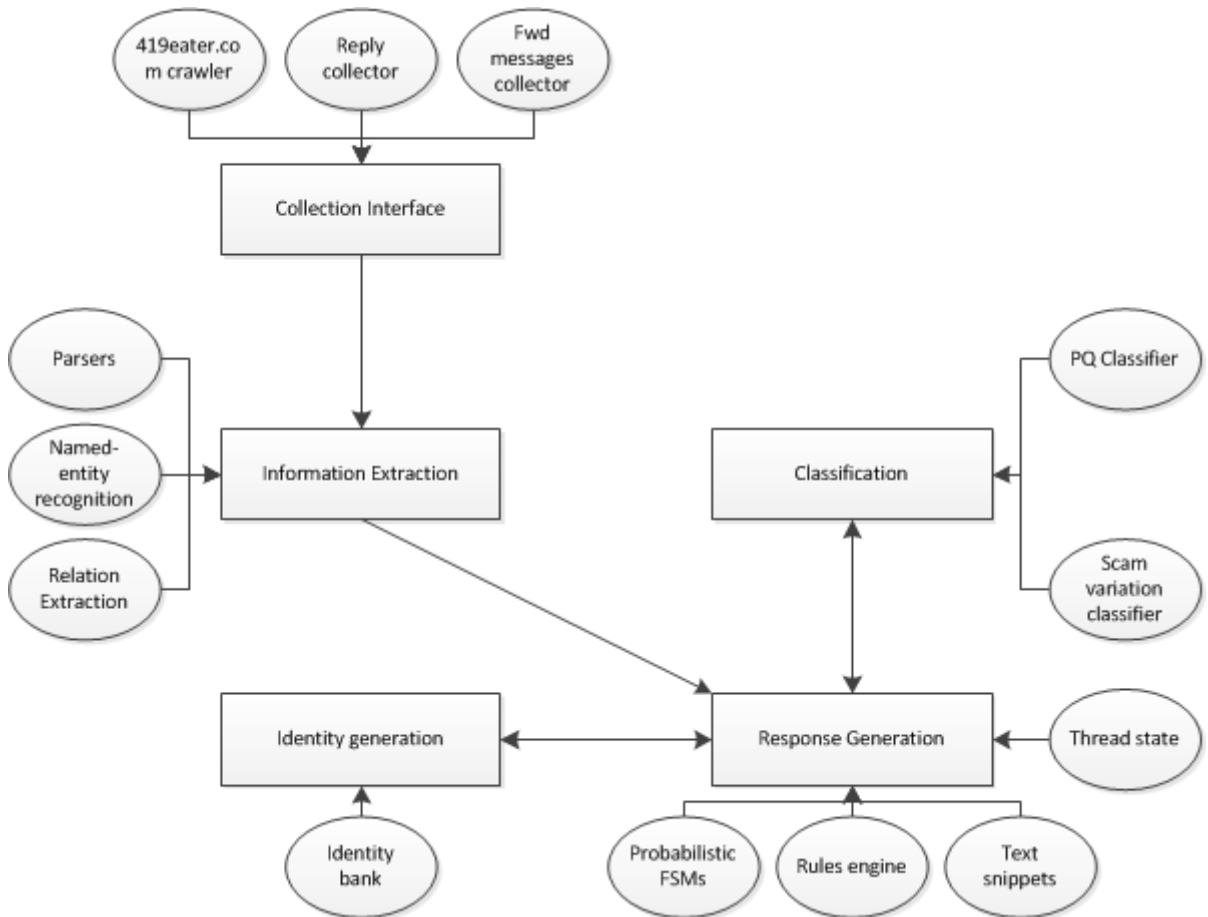 419eater.co
m crawler
Reply
collector
Fwd
messages
collector
Collection Interface
Parsers
PQ Classifier
Named-
entity
recognition
Information Extraction
Classification
Relation
Extraction
Scam
variation
classifier
Identity generation
Response Generation
Thread state
Identity
bank
Probabilistic
FSMs
Rules engine
Text
snippets